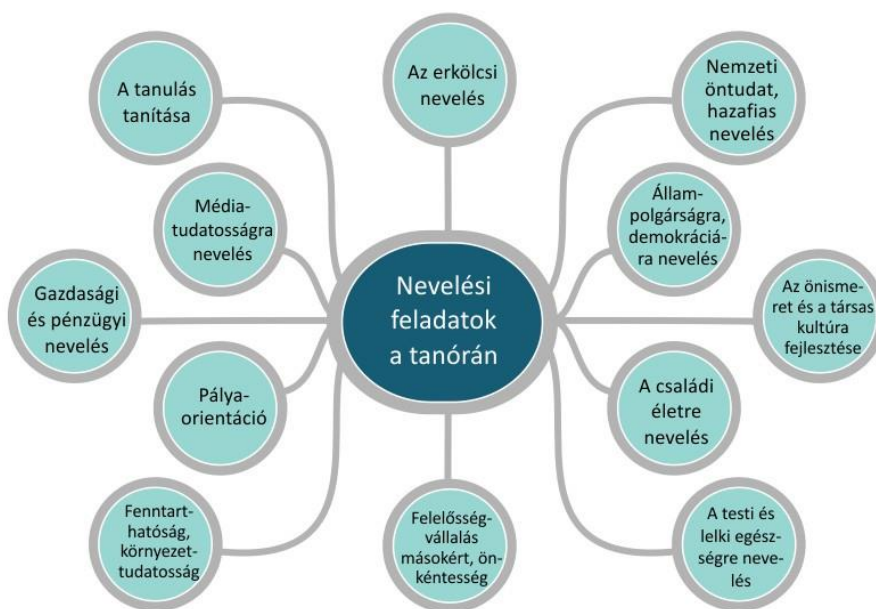 Az erkölcsi
nevelés
Nemzeti
öntudat,
hazafias
nevelés
Állam-
polgárságra,
demokráciá-
ra nevelés
Az önisme-
ret és a társas
kultúra
fejlesztése
A családi
életre
nevelés
A testi és
lelki egész-
ségre neve-
lés
Felelősség-
vállalás
másokért, ön-
kéntesség
Fenntart-
hatóság,
környezet-
tudatosság
Pálya-
orientáció
Gazdasági
és pénzügyi
nevelés
Média-
tudatosságra
nevelés
A tanulás
tanítása
Nevelési
feladatok
a tanórán